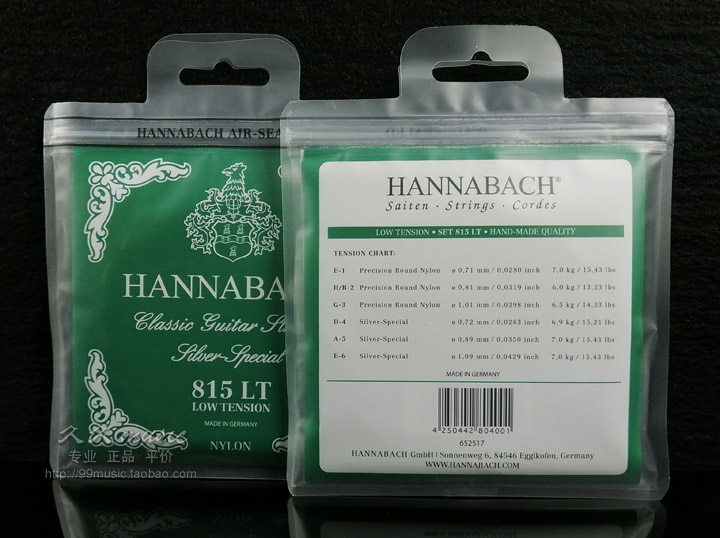 HANNABACH AIR-SEA
HANNABACH
Classic Guitar St
Silver-Special
815 LT
LOW TENSION
MADE IN GERMANY
NYLON
专业 正品 平价
http://99music.taobao.com
HANNABACH®
Saiten · Strings · Cordes
LOW TENSION • SET 815 LT • HAND-MADE QUALITY
TENSION CHART:
E-1 Precision Round Nylon ø 0,71 mm / 0,0280 inch 7,0 kg / 15,43 lbs
H/B-2 Precision Round Nylon ø 0,81 mm / 0,0319 inch 6,0 kg / 13,23 lbs
G-3 Precision Round Nylon ø 1,01 mm / 0,0398 inch 6,5 kg / 14,33 lbs
D-4 Silver-Special ø 0,72 mm / 0,0283 inch 6,9 kg / 15,21 lbs
A-5 Silver-Special ø 0,89 mm / 0,0350 inch 7,0 kg / 15,43 lbs
E-6 Silver-Special ø 1,09 mm / 0,0429 inch 7,0 kg / 15,43 lbs
MADE IN GERMANY
4 250442 804001
652517
HANNABACH GmbH | Sonnenweg 6, 84546 Egglkofen, Germany
WWW.HANNABACH.COM